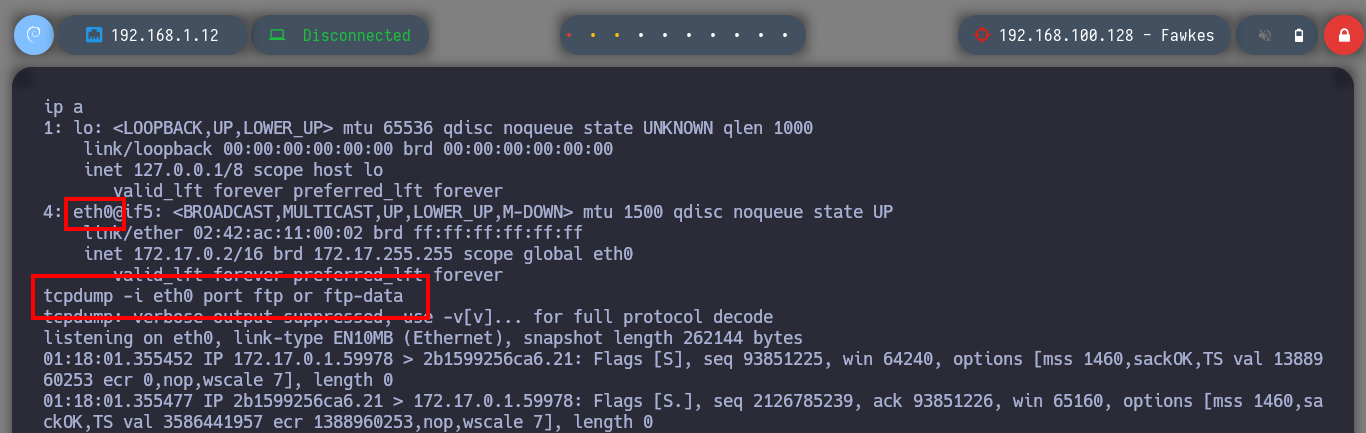 192.168.1.12 Disconnected 192.168.100.128 - Fawkes
ip a
1: lo: <LOOPBACK,UP,LOWER_UP> mtu 65536 qdisc noqueue state UNKNOWN qlen 1000
    link/loopback 00:00:00:00:00:00 brd 00:00:00:00:00:00
    inet 127.0.0.1/8 scope host lo
       valid_lft forever preferred_lft forever
4: eth0@if5: <BROADCAST,MULTICAST,UP,LOWER_UP,M-DOWN> mtu 1500 qdisc noqueue state UP
    link/ether 02:42:ac:11:00:02 brd ff:ff:ff:ff:ff:ff
    inet 172.17.0.2/16 brd 172.17.255.255 scope global eth0
       valid_lft forever preferred_lft forever
tcpdump -i eth0 port ftp or ftp-data
tcpdump: verbose output suppressed, use -v[v]... for full protocol decode
listening on eth0, link-type EN10MB (Ethernet), snapshot length 262144 bytes
01:18:01.355452 IP 172.17.0.1.59978 > 2b1599256ca6.21: Flags [S], seq 93851225, win 64240, options [mss 1460,sackOK,TS val 13889
60253 ecr 0,nop,wscale 7], length 0
01:18:01.355477 IP 2b1599256ca6.21 > 172.17.0.1.59978: Flags [S.], seq 2126785239, ack 93851226, win 65160, options [mss 1460,sa
ckOK,TS val 3586441957 ecr 1388960253,nop,wscale 7], length 0